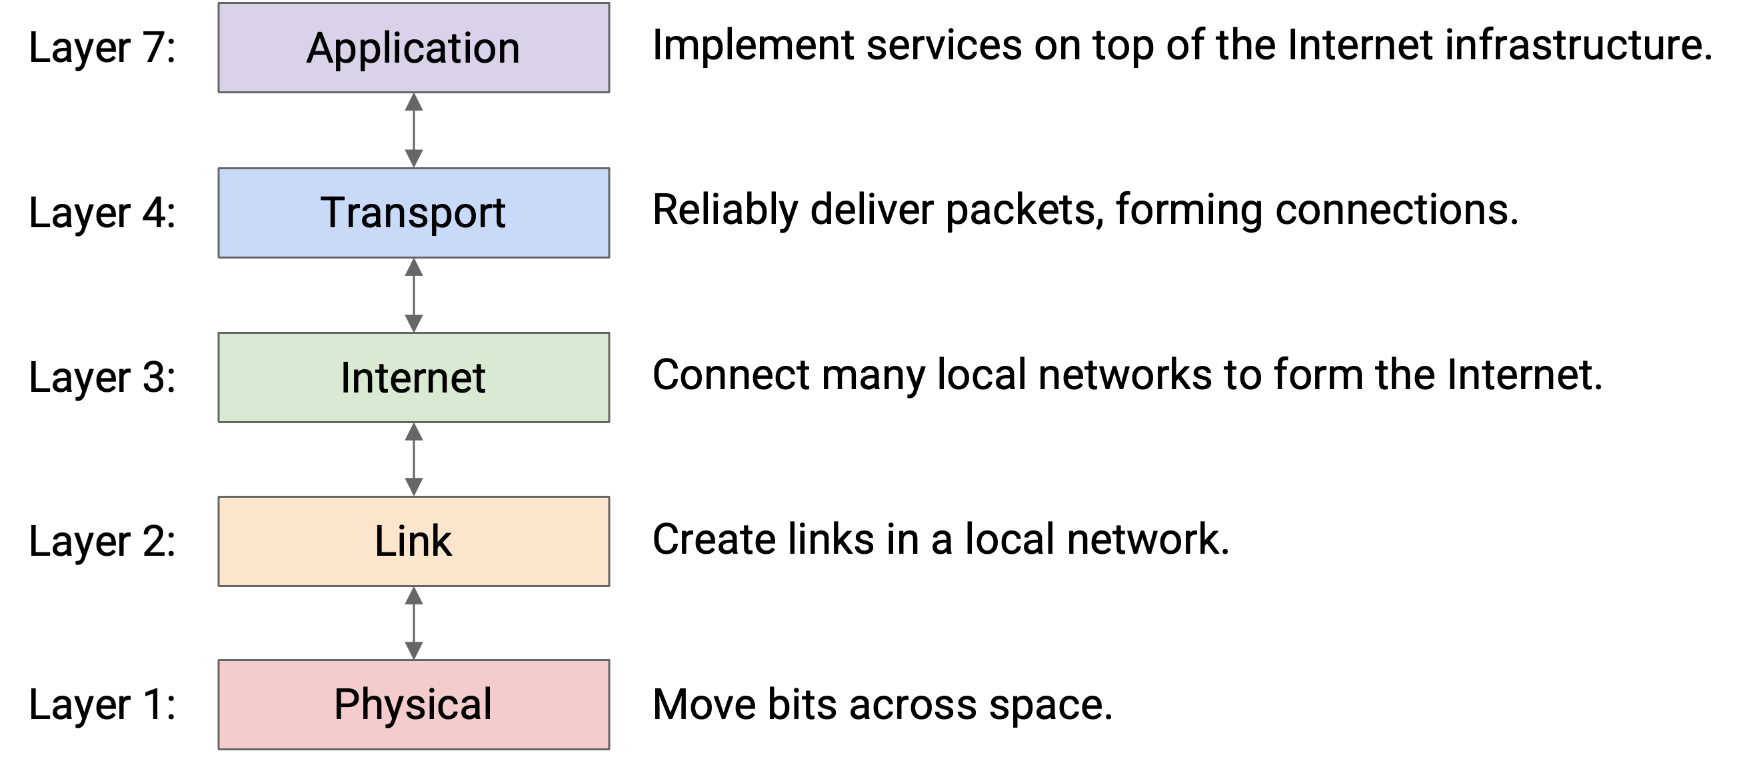 Layer 7: Application Implement services on top of the Internet infrastructure.
Layer 4: Transport Reliably deliver packets, forming connections.
Layer 3: Internet Connect many local networks to form the Internet.
Layer 2: Link Create links in a local network.
Layer 1: Physical Move bits across space.